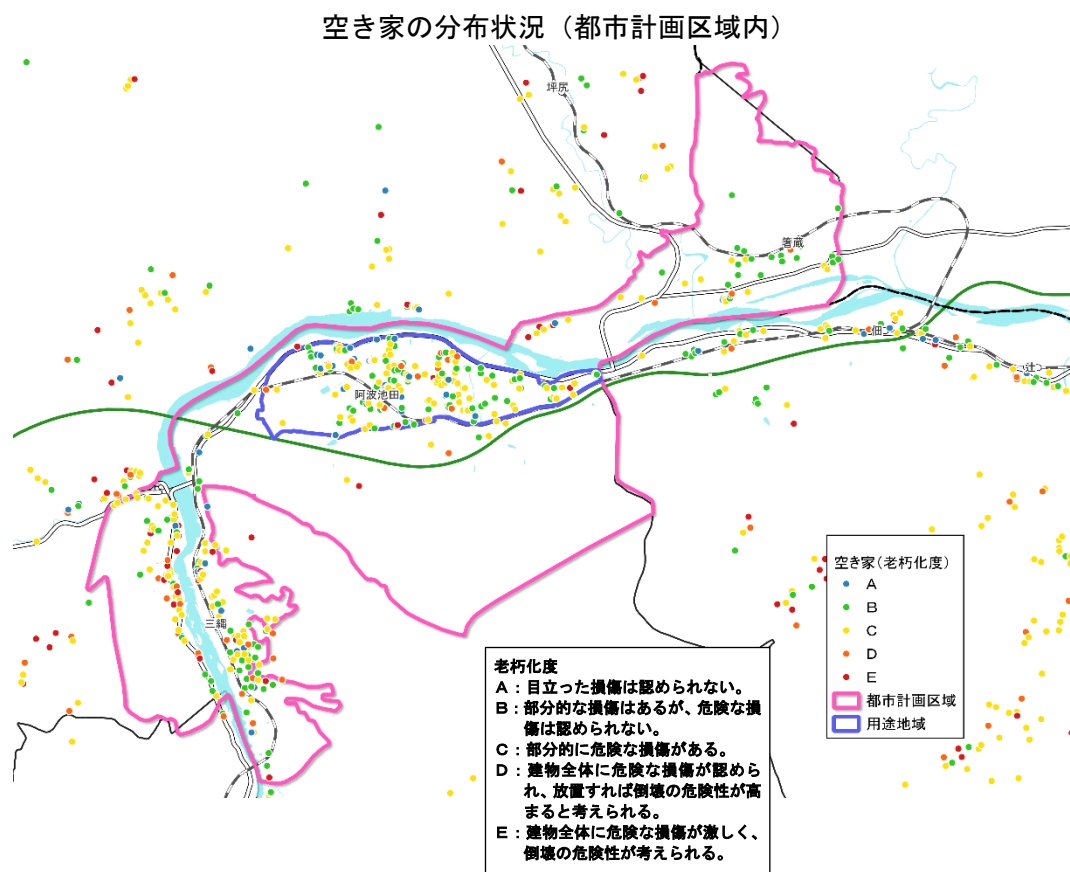 空き家の分布状況（都市計画区域内）
坪尻
箸蔵
佃
辻
阿波池田
三縄
空き家(老朽化度)
A
B
C
D
E
都市計画区域
用途地域
老朽化度
A：目立った損傷は認められない。
B：部分的な損傷はあるが、危険な損
傷は認められない。
C：部分的に危険な損傷がある。
D：建物全体に危険な損傷が認めら
れ、放置すれば倒壊の危険性が高
まると考えられる。
E：建物全体に危険な損傷が激しく、
倒壊の危険性が考えられる。